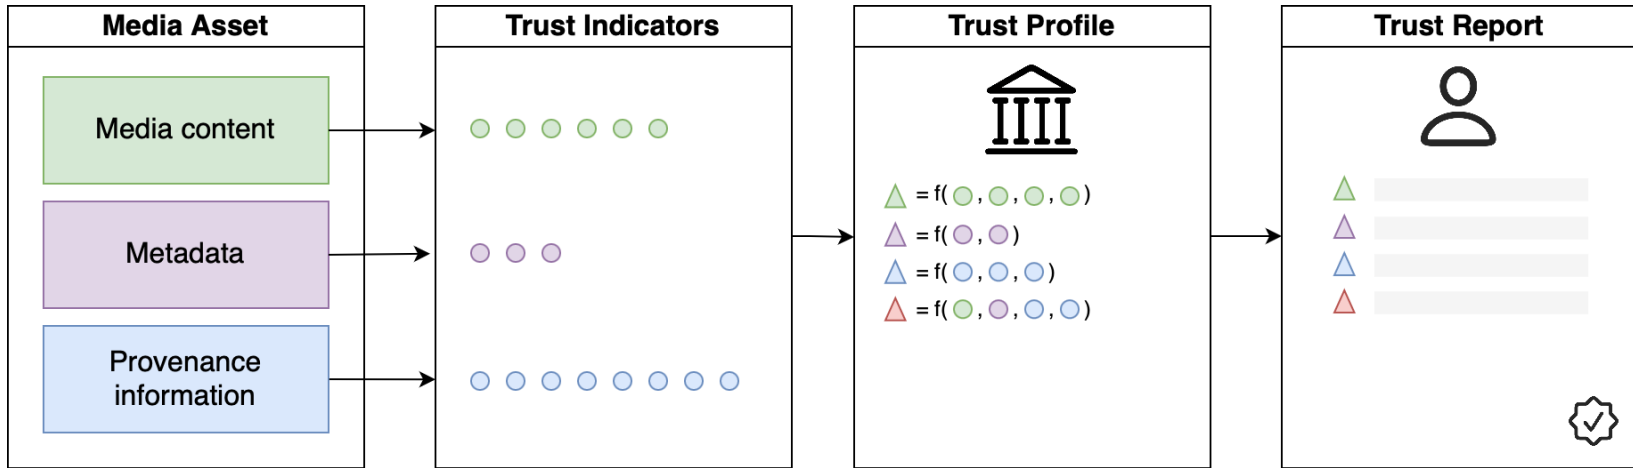 Media Asset
Trust Indicators
Trust Profile
Trust Report
Media content
Metadata
Provenance
information
= f( , , , )
= f( , )
= f( , , )
= f( , , , )